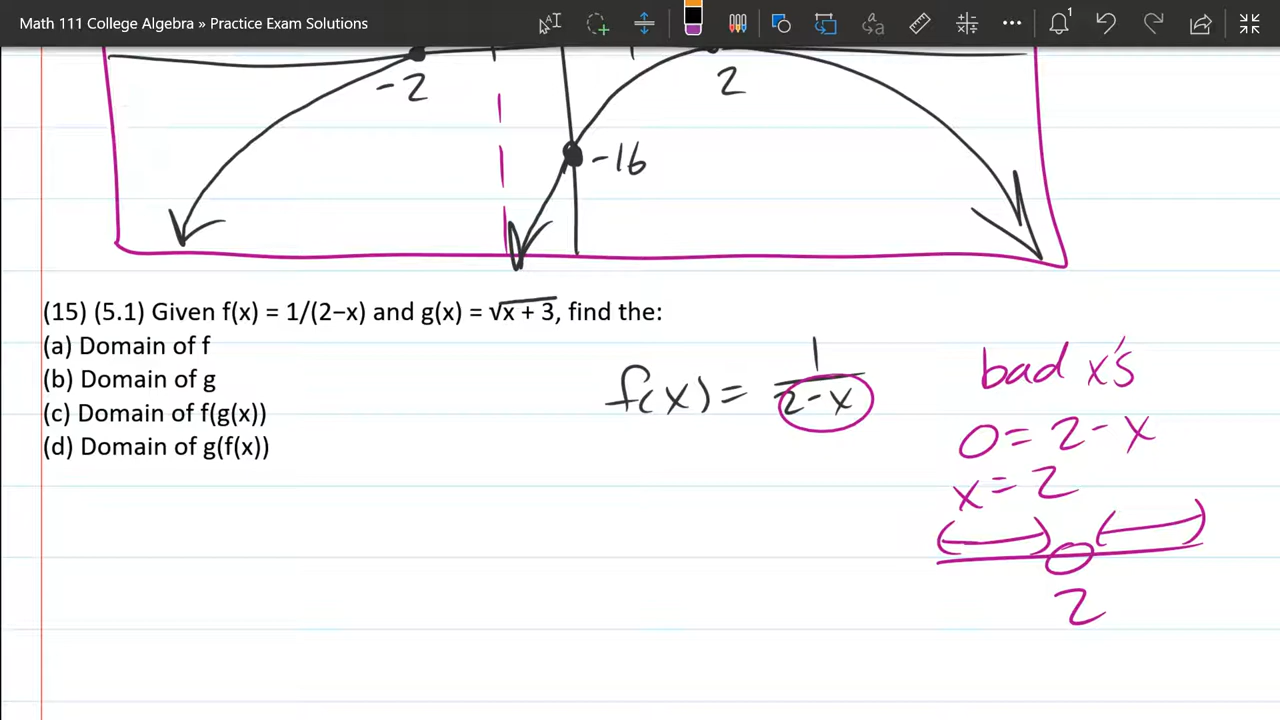 Math 111 College Algebra » Practice Exam Solutions
1
-2
2
-16
(15) (5.1) Given f(x) = 1/(2−x) and g(x) = √x + 3, find the:
(a) Domain of f
(b) Domain of g
(c) Domain of f(g(x))
(d) Domain of g(f(x))
f(x) = 1
2-x
bad x's
0 = 2-x
x = 2
2